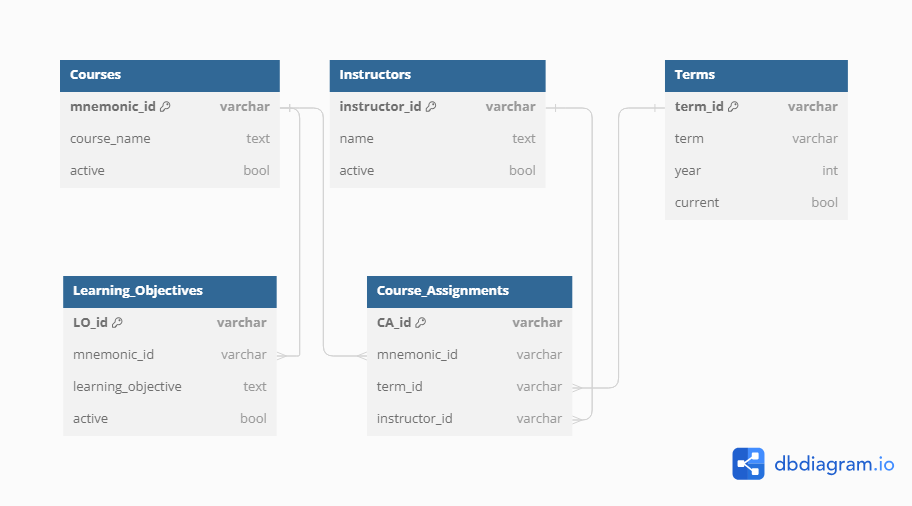 Courses
mnemonic_id varchar
course_name text
active bool
Instructors
instructor_id varchar
name text
active bool
Terms
term_id varchar
term varchar
year int
current bool
Learning_Objectives
LO_id varchar
mnemonic_id varchar
learning_objective text
active bool
Course_Assignments
CA_id varchar
mnemonic_id varchar
term_id varchar
instructor_id varchar
dbdiagram.io